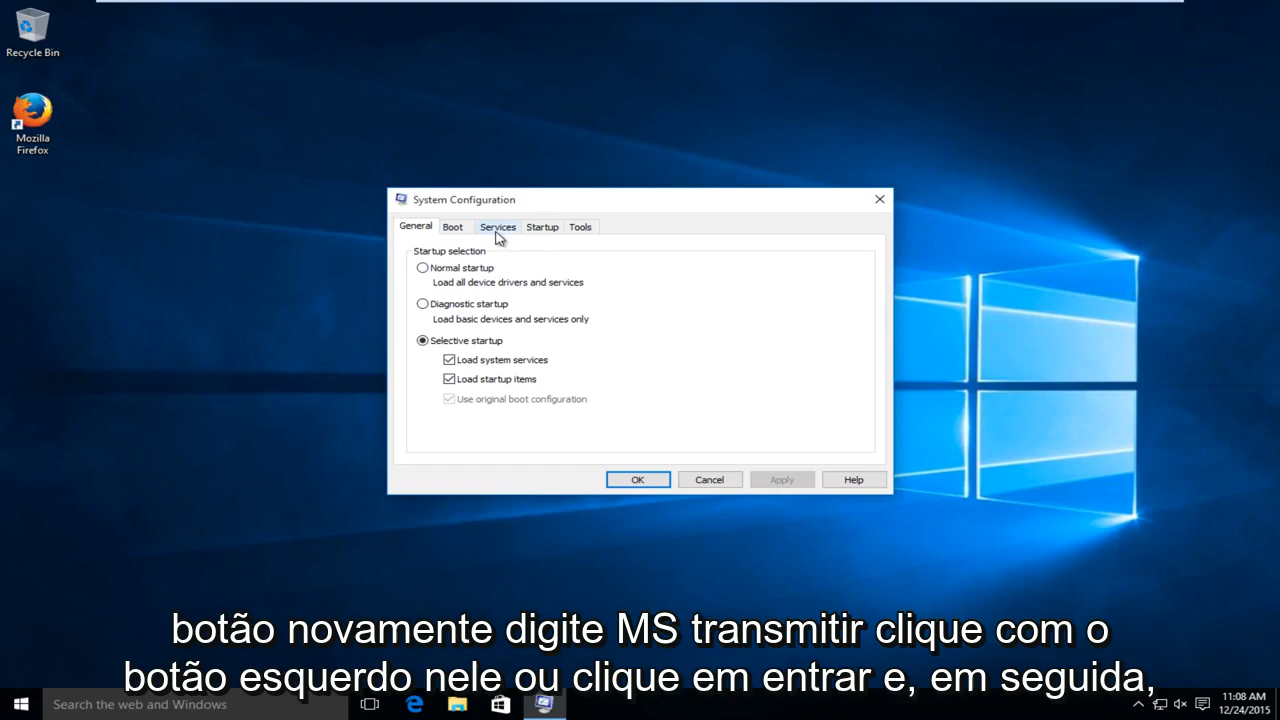 Recycle Bin
Mozilla
Firefox
System Configuration
General Boot Services Startup Tools
Startup selection
Normal startup
Load all device drivers and services
Diagnostic startup
Load basic devices and services only
Selective startup
Load system services
Load startup items
Use original boot configuration
OK Cancel Apply Help
botão novamente digite MS transmitir clique com o
botão esquerdo nele ou clique em entrar e, em seguida,
Search the web and Windows
11:08 AM
12/24/2015